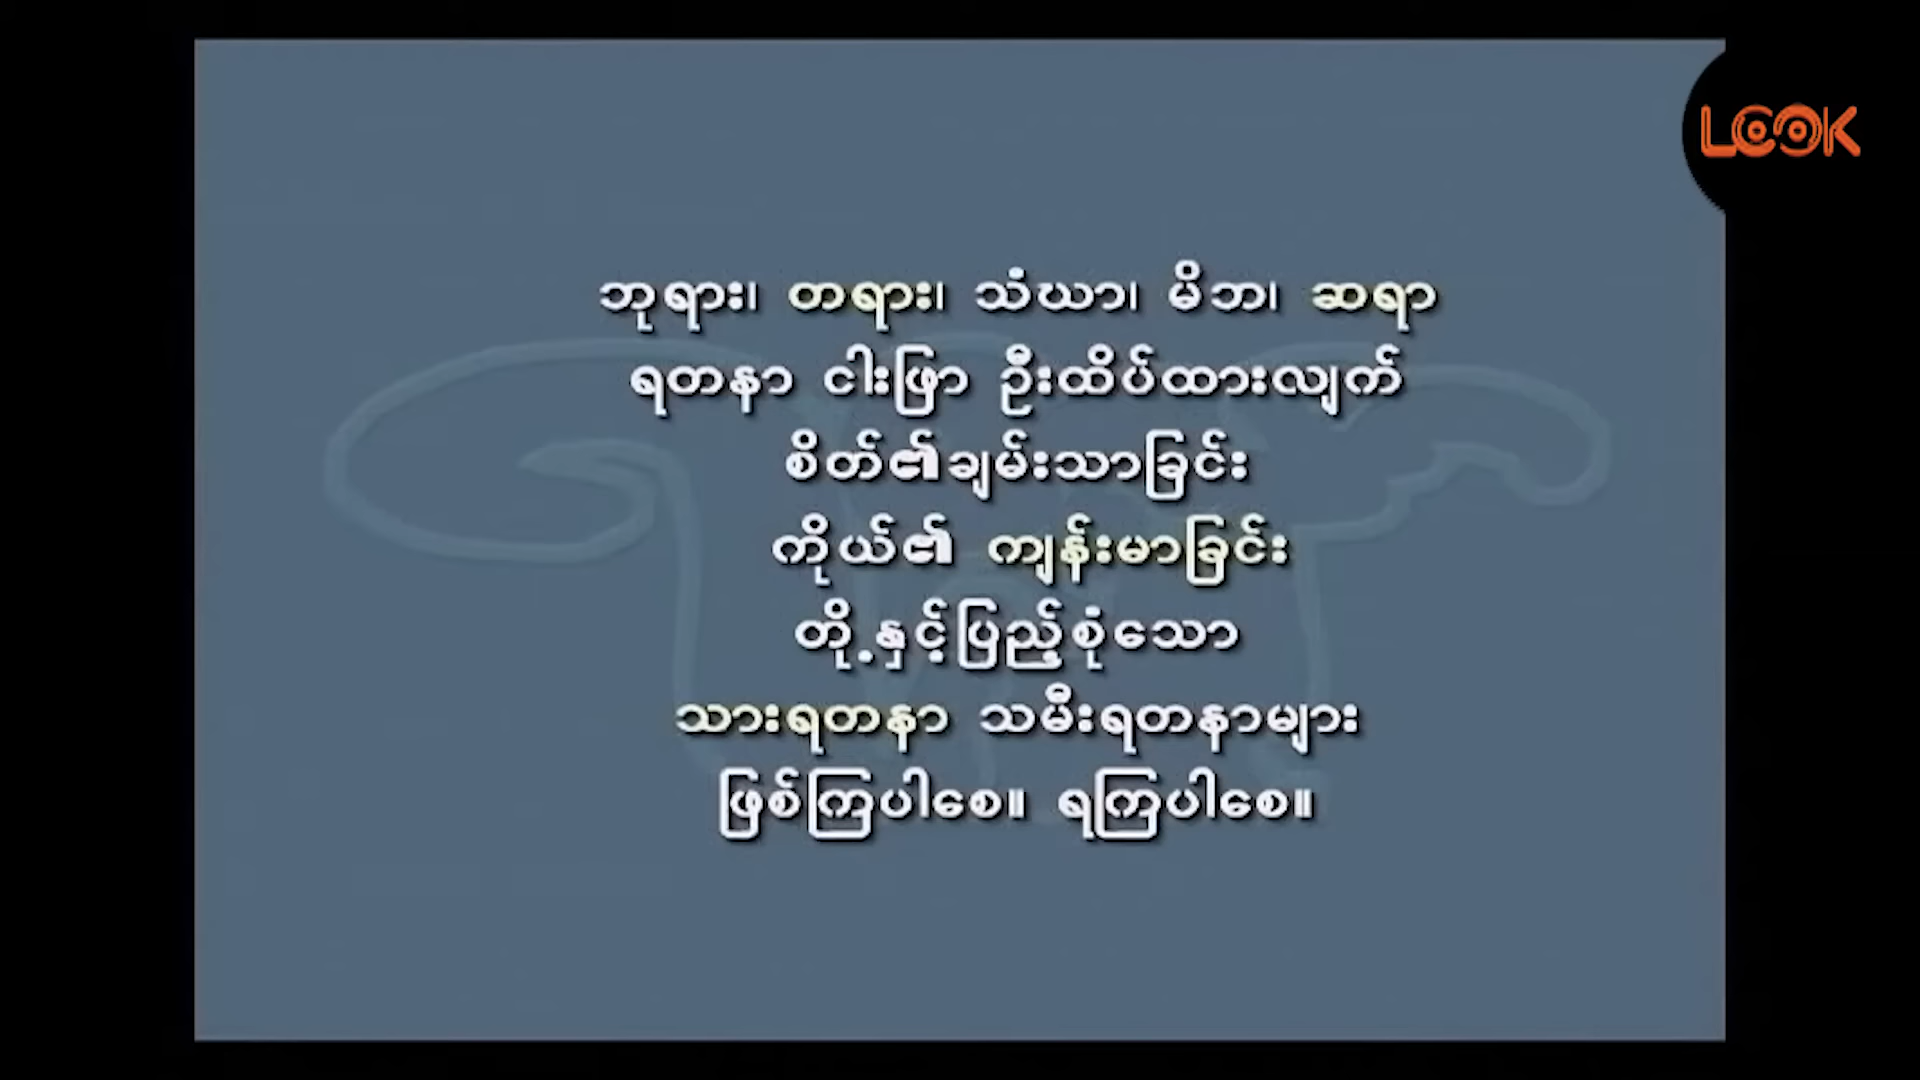 LOOK
ဘုရား၊ တရား၊ သံဃာ၊ မိဘ၊ ဆရာ
ရတနာ ငါးဖြာ ဦးထိပ်ထားလျက်
စိတ်၏ချမ်းသာခြင်း
ကိုယ်၏ ကျန်းမာခြင်း
တို့နှင့်ပြည့်စုံသော
သားရတနာ သမီးရတနာများ
ဖြစ်ကြပါစေ။ ရကြပါစေ။